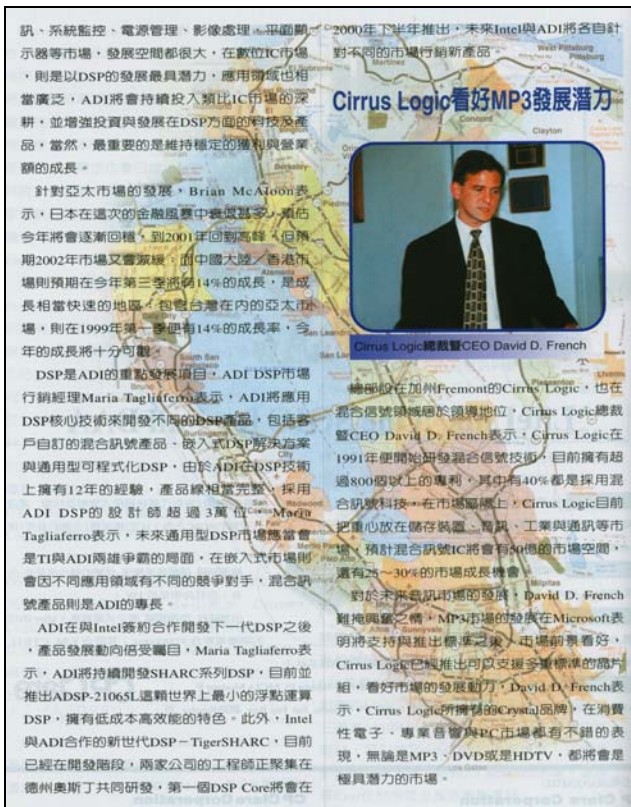 訊、系統監控、電源管理、影像處理、平面顯
示器等市場,發展空間都很大,在數位IC市場
,則是以DSP的發展最具潛力,應用領域也相
當廣泛,ADI將會持續投入類比IC市場的深
耕,並增強投資與發展在DSP方面的科技及產
品,當然,最重要的是維持穩定的獲利與營業
額的成長。
針對亞太市場的發展,Brian McAloon表
示,日本在這次的金融風暴中衰退甚多,預估
今年將會逐漸回穩,到2001年回到高峰,但預
期2002年市場又會減緩,而中國大陸/香港市
場則預期在今年第三季將有14%的成長,是成
長相當快速的地區,包含台灣在內的亞太市
場,則在1999年第一季便有14%的成長率,今
年的成長將十分可觀。
DSP是ADI的重點發展項目,ADI DSP市場
行銷經理Maria Tagliaferro表示,ADI將應用
DSP核心技術來開發不同的DSP產品,包括客
戶自訂的混合訊號產品、嵌入式DSP解決方案
與通用型可程式化DSP,由於ADI在DSP技術
上擁有12年的經驗,產品線相當完整,採用
ADI DSP的設計師超過3萬位。Maria
Tagliaferro表示,未來通用型DSP市場應當會
是TI與ADI兩雄爭霸的局面,在嵌入式市場則
會因不同應用領域有不同的競爭對手,混合訊
號產品則是ADI的專長。
ADI在與Intel簽約合作開發下一代DSP之後
,產品發展動向倍受矚目,Maria Tagliaferro表
示,ADI將持續開發SHARC系列DSP,目前並
推出ADSP-21065L這顆世界上最小的浮點運算
DSP,擁有低成本高效能的特色。此外,Intel
與ADI合作的新世代DSP-TigerSHARC,目前
已經在開發階段,兩家公司的工程師正聚集在
德州奧斯丁共同研發,第一個DSP Core將會在
2000年下半年推出,未來Intel與ADI將各自針
對不同的市場行銷新產品。
Cirrus Logic看好MP3發展潛力
Cirrus Logic總裁暨CEO David D. French
總部設在加州Fremont的Cirrus Logic,也在
混合信號領域居於領導地位,Cirrus Logic總裁
暨CEO David D. French表示,Cirrus Logic在
1991年便開始研發混合信號技術,目前擁有超
過800個以上的專利,其中有40%都是採用混
合訊號科技,在市場區隔上,Cirrus Logic目前
把重心放在儲存裝置、音訊、工業與通訊等市
場,預計混合訊號IC將會有50億的市場空間,
還有25~30%的市場成長機會。
對於未來音訊市場的發展,David D. French
難掩興奮之情,MP3市場的發展在Microsoft表
明將支持與推出標準之後,市場前景看好,
Cirrus Logic已經推出可以支援多重標準的晶片
組,看好市場的發展動力,David D. French表
示,Cirrus Logic所擁有的Crystal品牌,在消費
性電子、專業音響與PC市場都有不錯的表
現,無論是MP3、DVD或是HDTV,都將會是
極具潛力的市場。
West Pittsburg
Pittsburg
Martinez
Concord
Clayton
Alameda
South San
Pleasanton
Milpitas